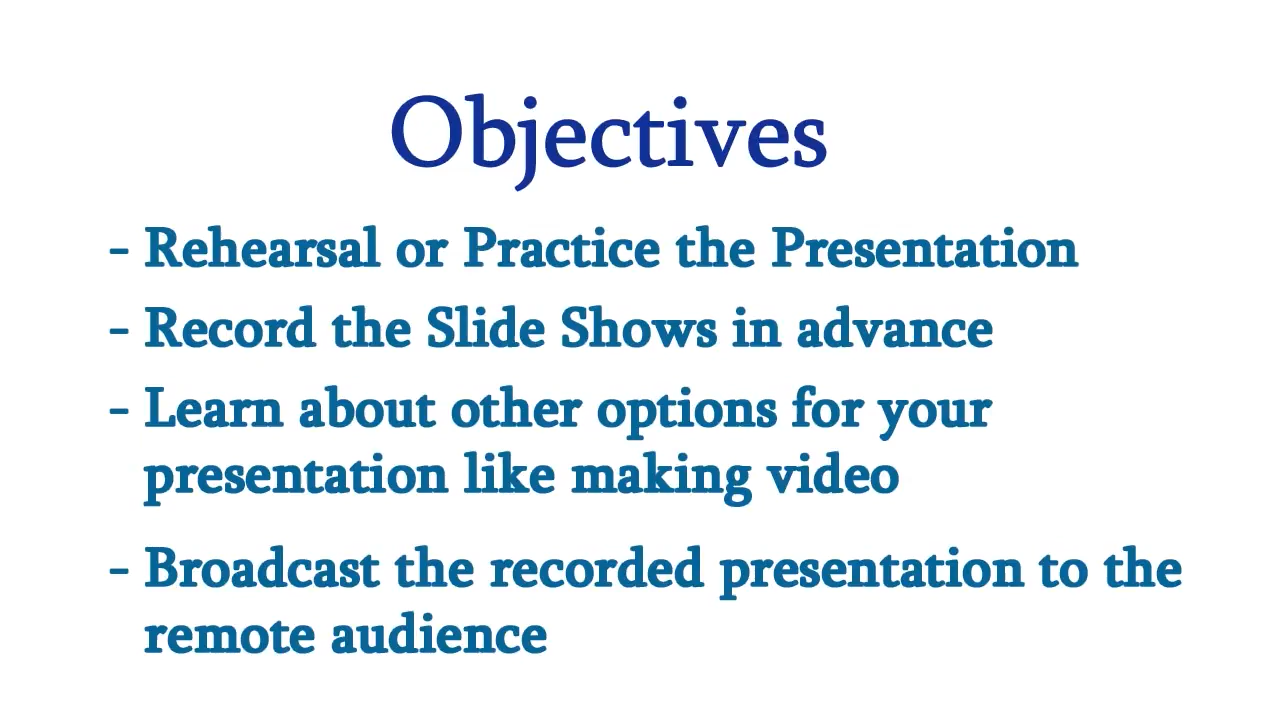 Objectives
- Rehearsal or Practice the Presentation
- Record the Slide Shows in advance
- Learn about other options for your
presentation like making video
- Broadcast the recorded presentation to the
remote audience